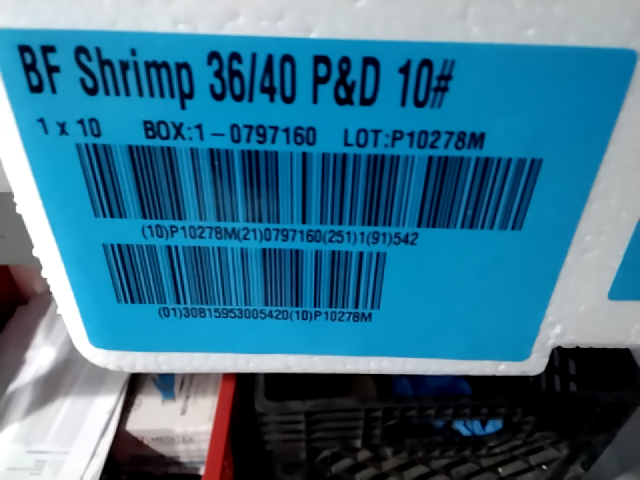 BF Shrimp 36/40 P&D 10#
1 x 10 BOX:1-0797160 LOT:P10278M
(10)P10278M(21)0797160(251)1(91)542
(01)30815953005420(10)P10278M